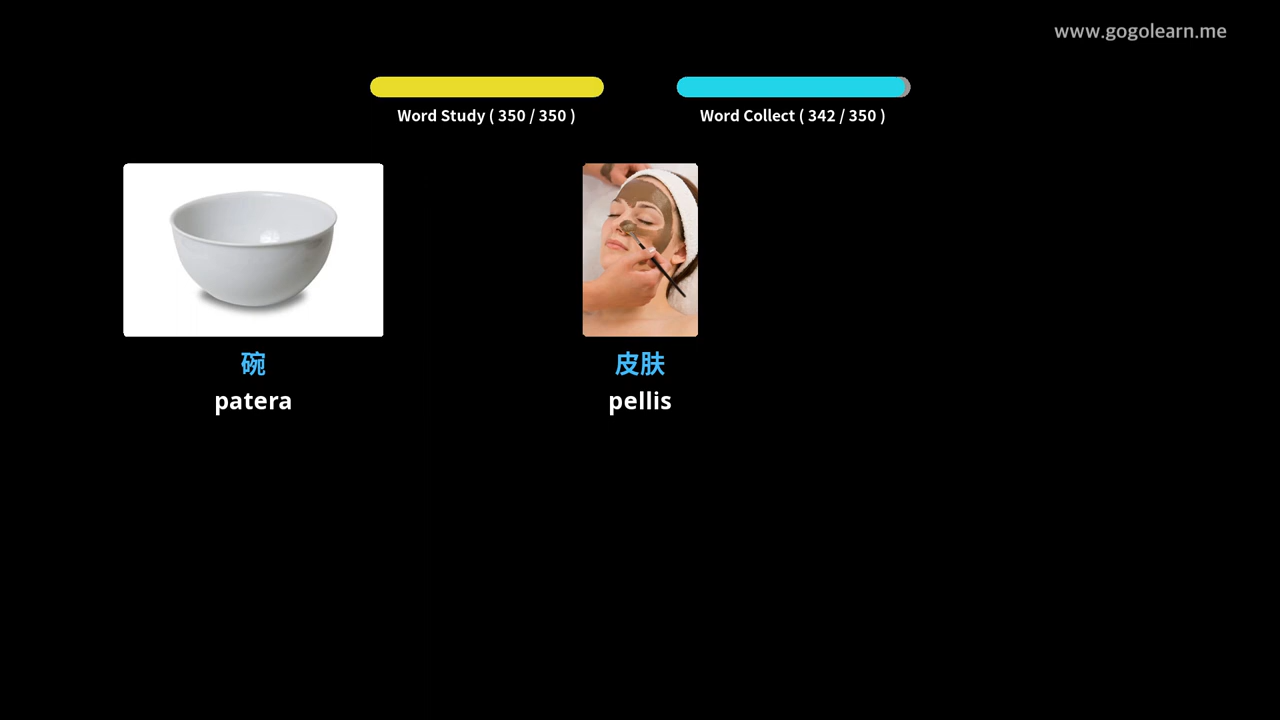 www.gogolearn.me
Word Study ( 350 / 350 )
Word Collect ( 342 / 350 )
碗
patera
皮肤
pellis